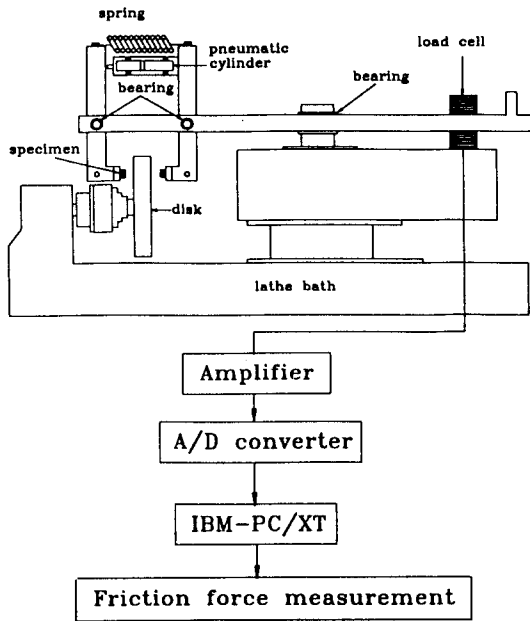 spring
pneumatic
cylinder
load cell
bearing
bearing
specimen
disk
lathe bath
Amplifier
A/D converter
IBM-PC/XT
Friction force measurement